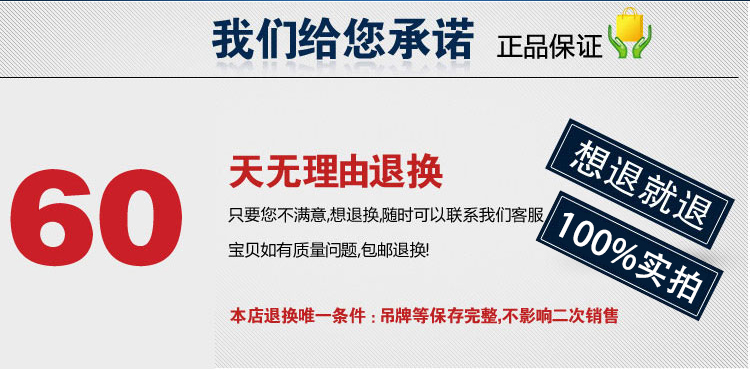 我们给您承诺 正品保证
60
天无理由退换
只要您不满意,想退换,随时可以联系我们客服
宝贝如有质量问题,包邮退换!
本店退换唯一条件：吊牌等保存完整,不影响二次销售
想退就退
100%实拍